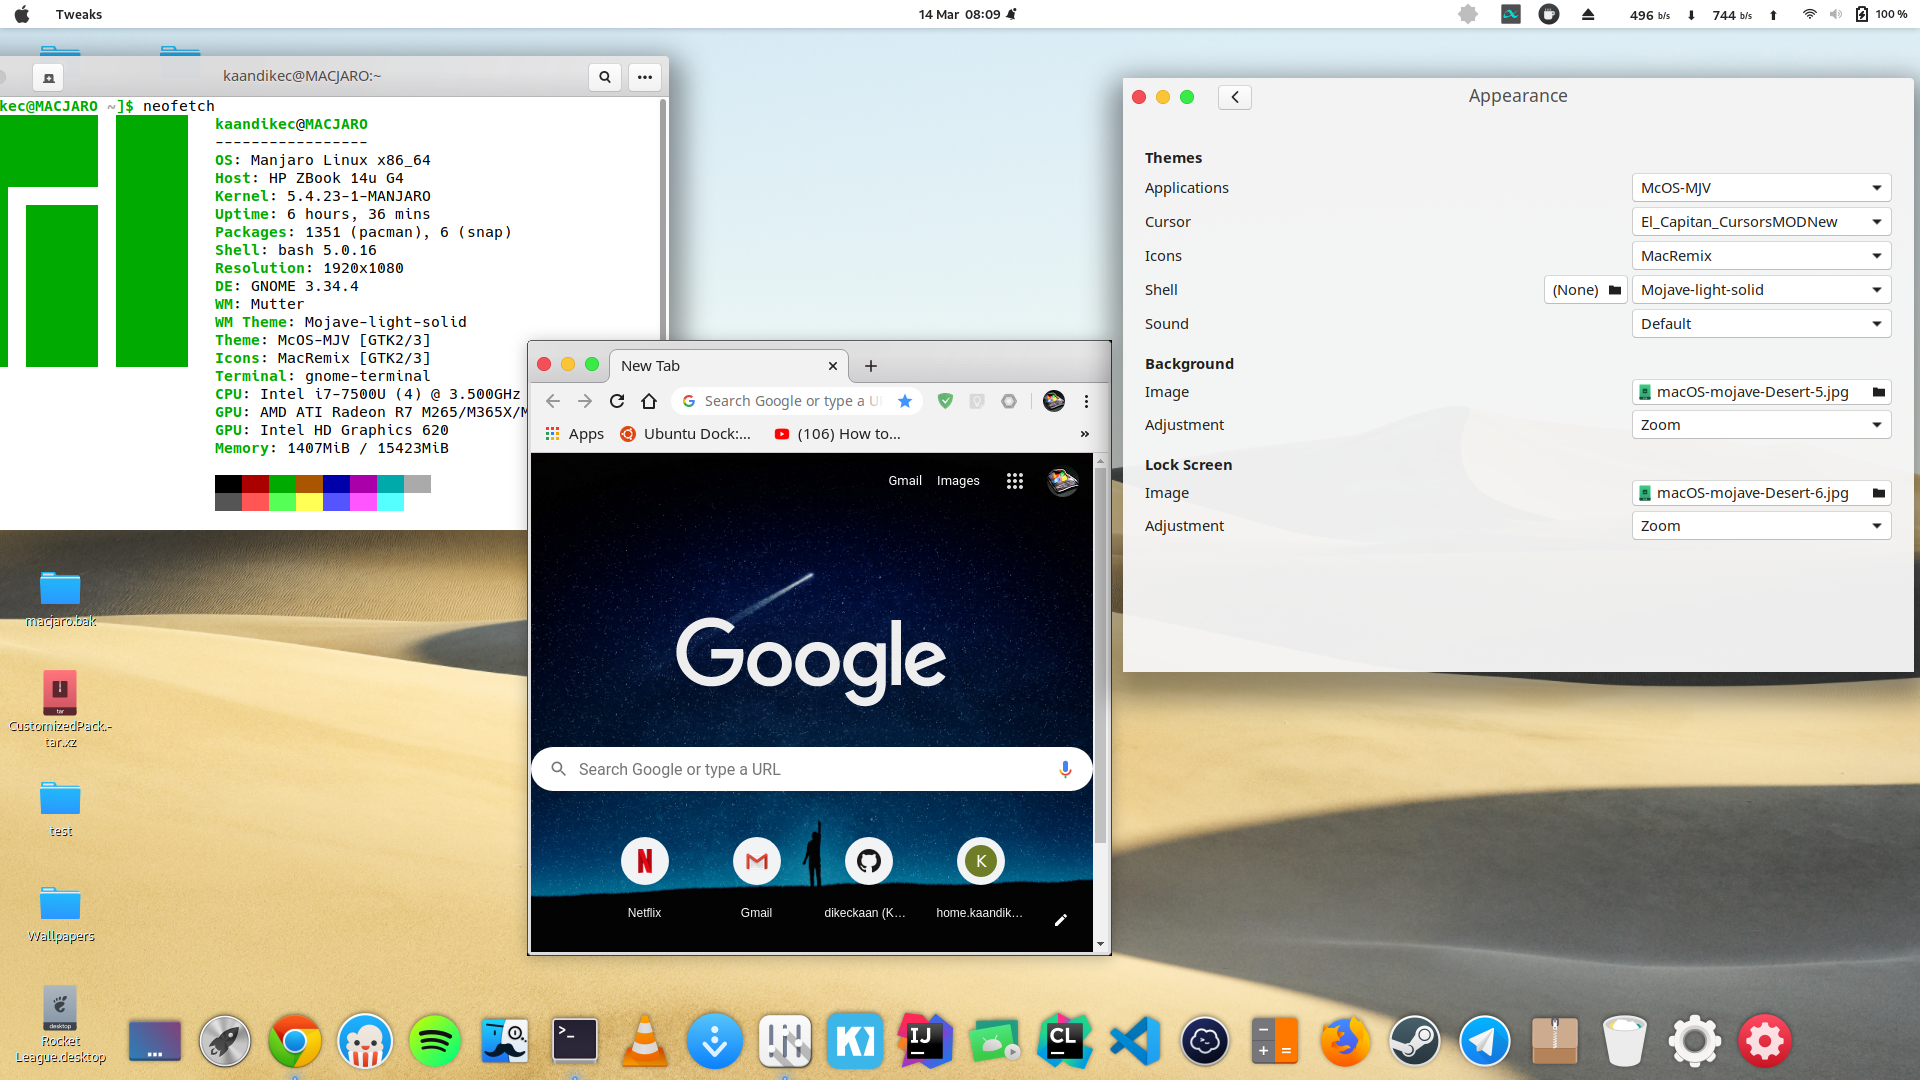 Tweaks
14 Mar 08:09
496 b/s
744 b/s
100 %
kaandikec@MACJARO:~
kec@MACJARO ~]$ neofetch
kaandikec@MACJARO
-----------------
OS: Manjaro Linux x86_64
Host: HP ZBook 14u G4
Kernel: 5.4.23-1-MANJARO
Uptime: 6 hours, 36 mins
Packages: 1351 (pacman), 6 (snap)
Shell: bash 5.0.16
Resolution: 1920x1080
DE: GNOME 3.34.4
WM: Mutter
WM Theme: Mojave-light-solid
Theme: McOS-MJV [GTK2/3]
Icons: MacRemix [GTK2/3]
Terminal: gnome-terminal
CPU: Intel i7-7500U (4) @ 3.500GHz
GPU: AMD ATI Radeon R7 M265/M365X/M
GPU: Intel HD Graphics 620
Memory: 1407MiB / 15423MiB
New Tab
Search Google or type a U
Apps
Ubuntu Dock:...
(106) How to...
»
Gmail
Images
Google
Search Google or type a URL
N
K
Netflix
Gmail
dikeckaan (K...
home.kaandik...
Appearance
Themes
Applications
McOS-MJV
Cursor
El_Capitan_CursorsMODNew
Icons
MacRemix
Shell
(None)
Mojave-light-solid
Sound
Default
Background
Image
macOS-mojave-Desert-5.jpg
Adjustment
Zoom
Lock Screen
Image
macOS-mojave-Desert-6.jpg
Adjustment
Zoom
macjaro.bak
tar
CustomizedPack.-
tar.xz
test
Wallpapers
desktop
Rocket
League.desktop
>_
IJ
CL